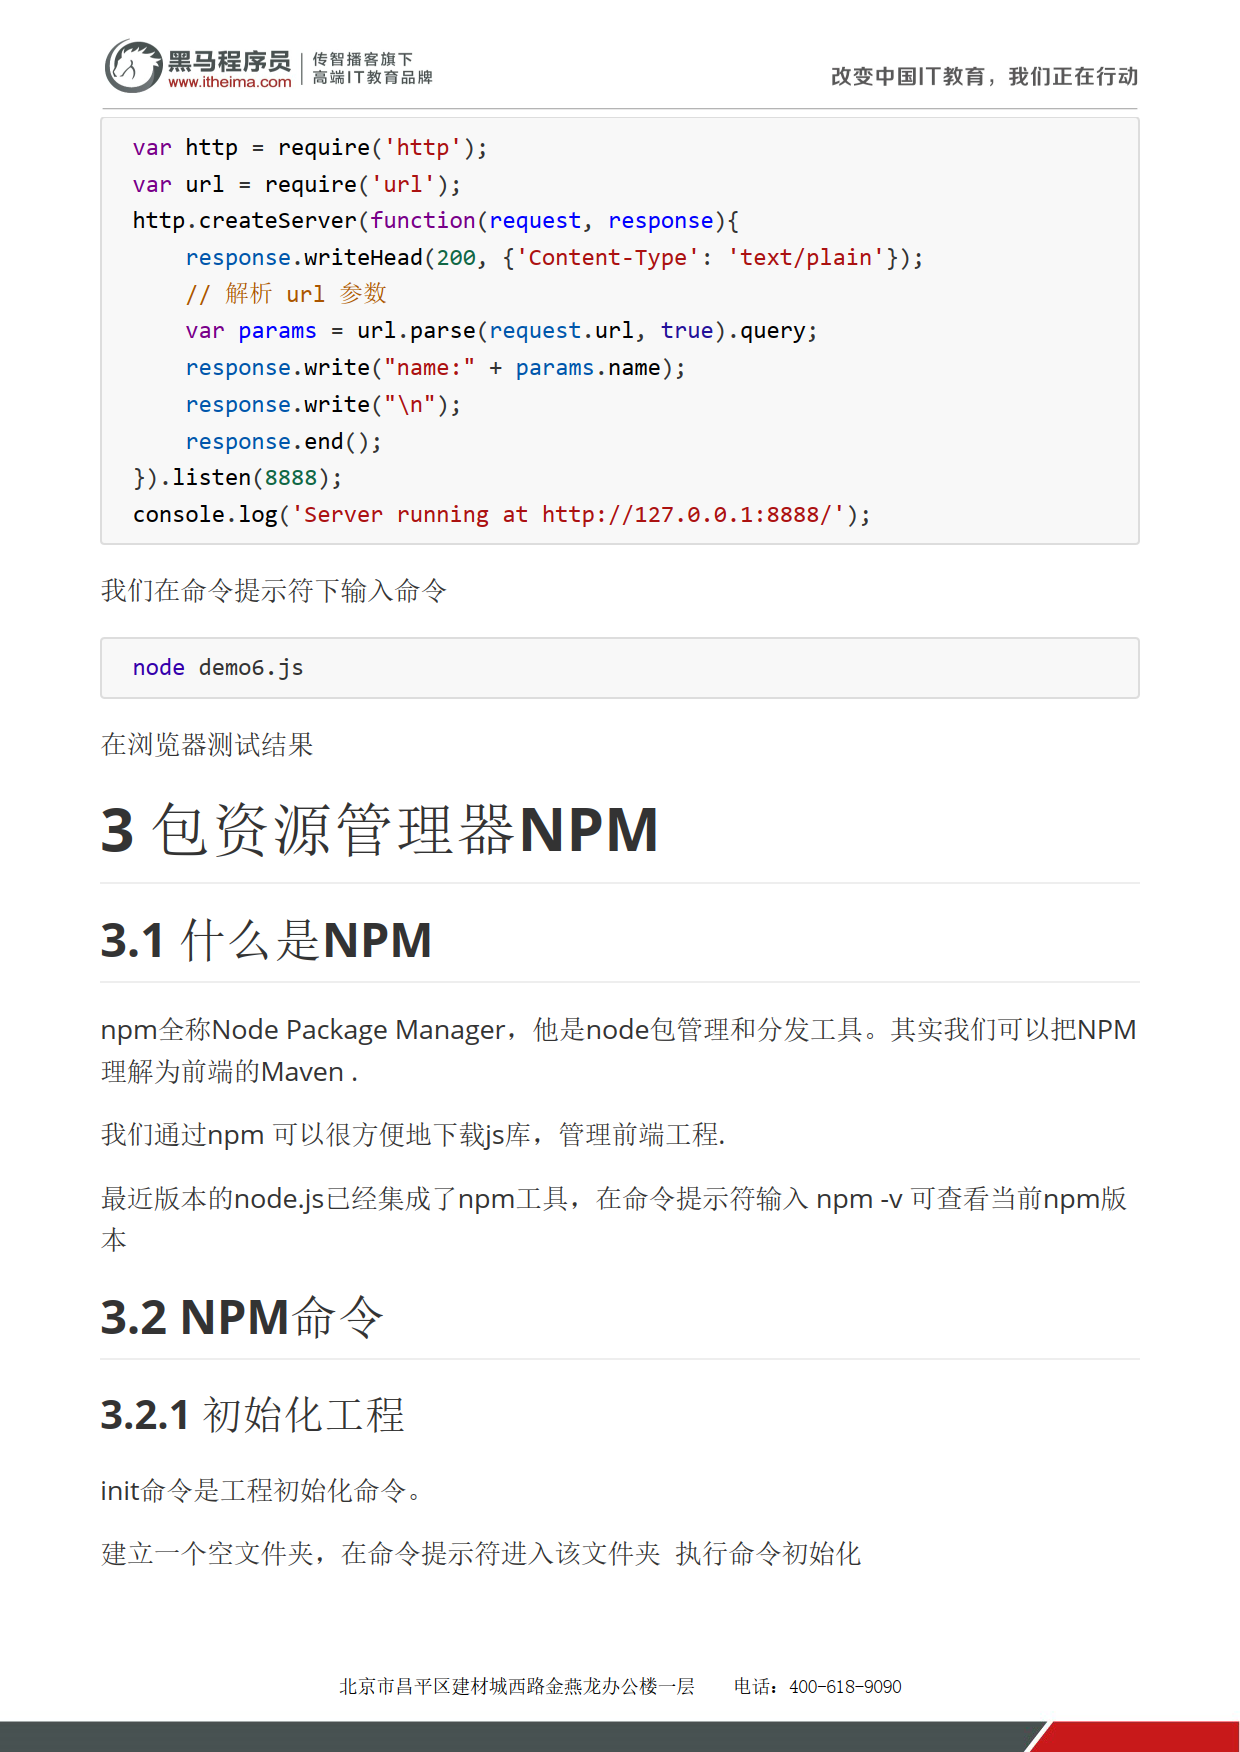 黑马程序员
www.itheima.com
传智播客旗下
高端IT教育品牌
改变中国IT教育，我们正在行动
var http = require('http');
var url = require('url');
http.createServer(function(request, response){
    response.writeHead(200, {'Content-Type': 'text/plain'});
    // 解析 url 参数
    var params = url.parse(request.url, true).query;
    response.write("name:" + params.name);
    response.write("\n");
    response.end();
}).listen(8888);
console.log('Server running at http://127.0.0.1:8888/');
我们在命令提示符下输入命令
node demo6.js
在浏览器测试结果
3 包资源管理器NPM
3.1 什么是NPM
npm全称Node Package Manager，他是node包管理和分发工具。其实我们可以把NPM
理解为前端的Maven .
我们通过npm 可以很方便地下载js库，管理前端工程.
最近版本的node.js已经集成了npm工具，在命令提示符输入 npm -v 可查看当前npm版
本
3.2 NPM命令
3.2.1 初始化工程
init命令是工程初始化命令。
建立一个空文件夹，在命令提示符进入该文件夹 执行命令初始化
北京市昌平区建材城西路金燕龙办公楼一层 电话：400-618-9090